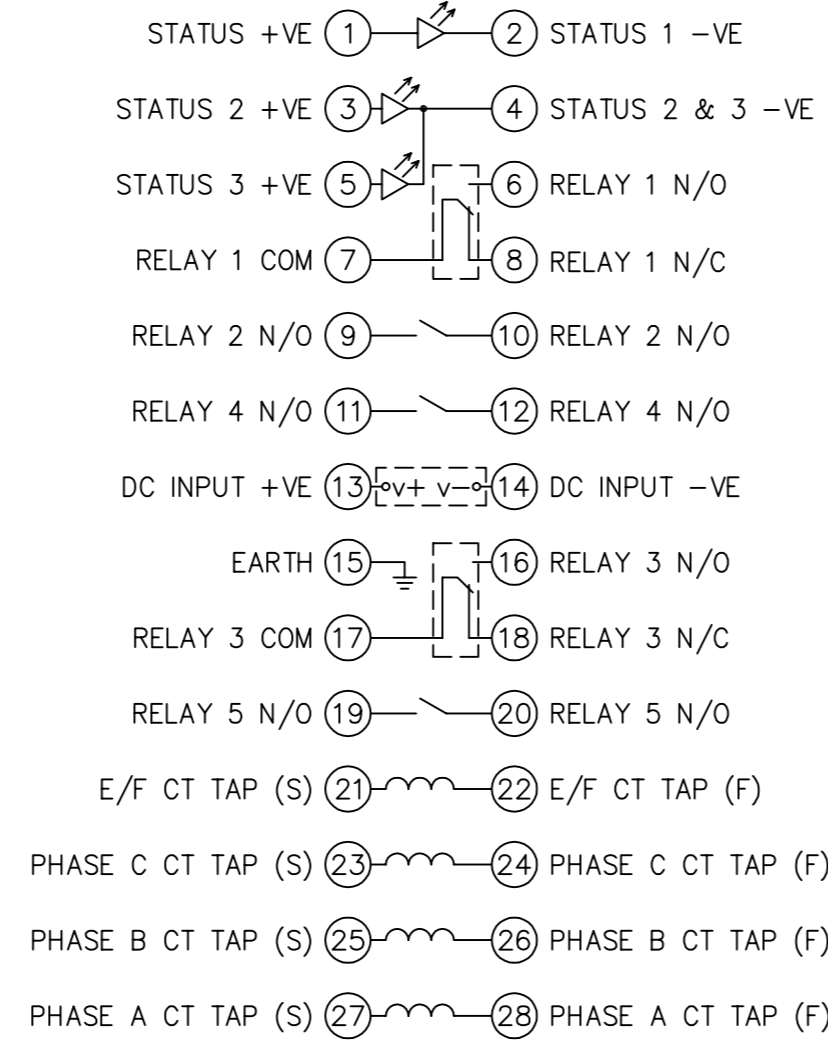 STATUS +VE 1 2 STATUS 1 −VE
STATUS 2 +VE 3 4 STATUS 2 & 3 −VE
STATUS 3 +VE 5 6 RELAY 1 N/O
RELAY 1 COM 7 8 RELAY 1 N/C
RELAY 2 N/O 9 10 RELAY 2 N/O
RELAY 4 N/O 11 12 RELAY 4 N/O
DC INPUT +VE 13 v+ v− 14 DC INPUT −VE
EARTH 15 16 RELAY 3 N/O
RELAY 3 COM 17 18 RELAY 3 N/C
RELAY 5 N/O 19 20 RELAY 5 N/O
E/F CT TAP (S) 21 22 E/F CT TAP (F)
PHASE C CT TAP (S) 23 24 PHASE C CT TAP (F)
PHASE B CT TAP (S) 25 26 PHASE B CT TAP (F)
PHASE A CT TAP (S) 27 28 PHASE A CT TAP (F)